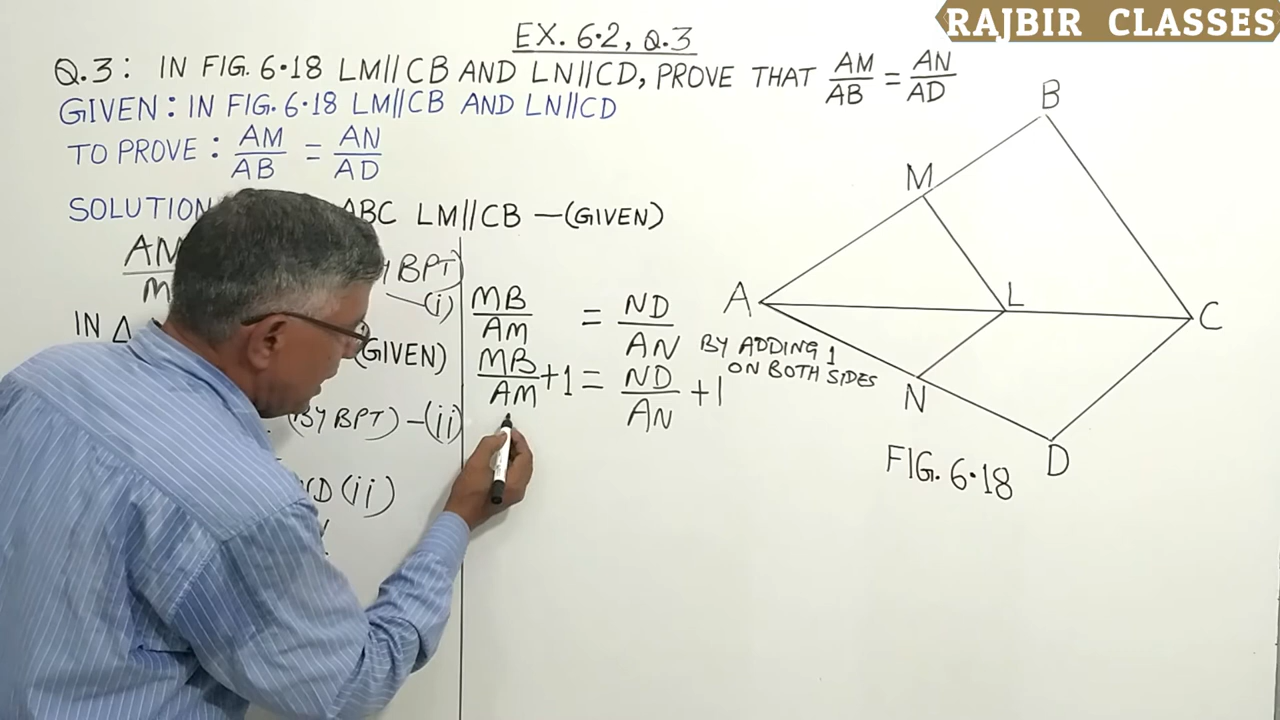 RAJBIR CLASSES
EX. 6.2, Q.3
Q.3: IN FIG. 6.18 LM∥CB AND LN∥CD, PROVE THAT AM/AB = AN/AD
GIVEN: IN FIG. 6.18 LM∥CB AND LN∥CD
TO PROVE: AM/AB = AN/AD
SOLUTION ABC LM∥CB —(GIVEN)
BPT)
—(i)
IN Δ (GIVEN)
(BY BPT) —(ii)
(ii)
MB/AM = ND/AN
BY ADDING 1
ON BOTH SIDES
MB/AM +1 = ND/AN +1
B
M
A
L
C
N
D
FIG. 6.18